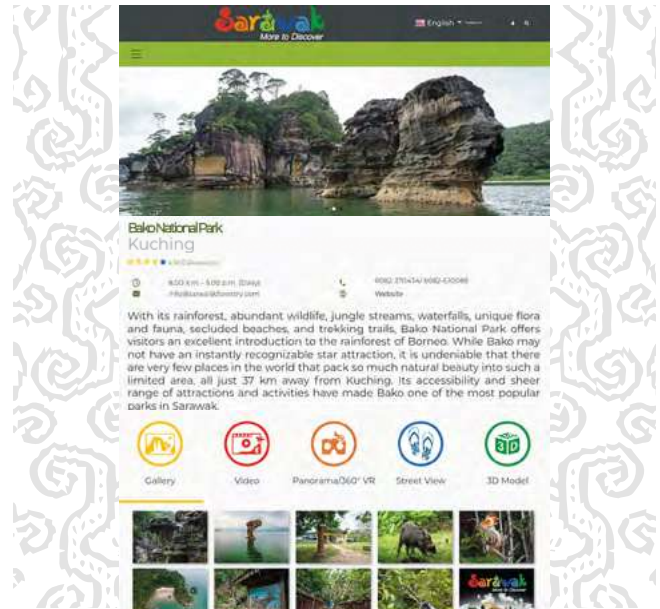 Sarawak
More to Discover
English
Bako National Park
Kuching
8.00 a.m. - 5.00 p.m. (Daily)
Website
With its rainforest, abundant wildlife, jungle streams, waterfalls, unique flora
and fauna, secluded beaches, and trekking trails, Bako National Park offers
visitors an excellent introduction to the rainforest of Borneo. While Bako may
not have an instantly recognizable star attraction, it is undeniable that there
are very few places in the world that pack so much natural beauty into such a
limited area, all just 37 km away from Kuching. Its accessibility and sheer
range of attractions and activities have made Bako one of the most popular
parks in Sarawak.
3D
Gallery Video Panorama/360° VR Street View 3D Model
Sarawak
More to Discover